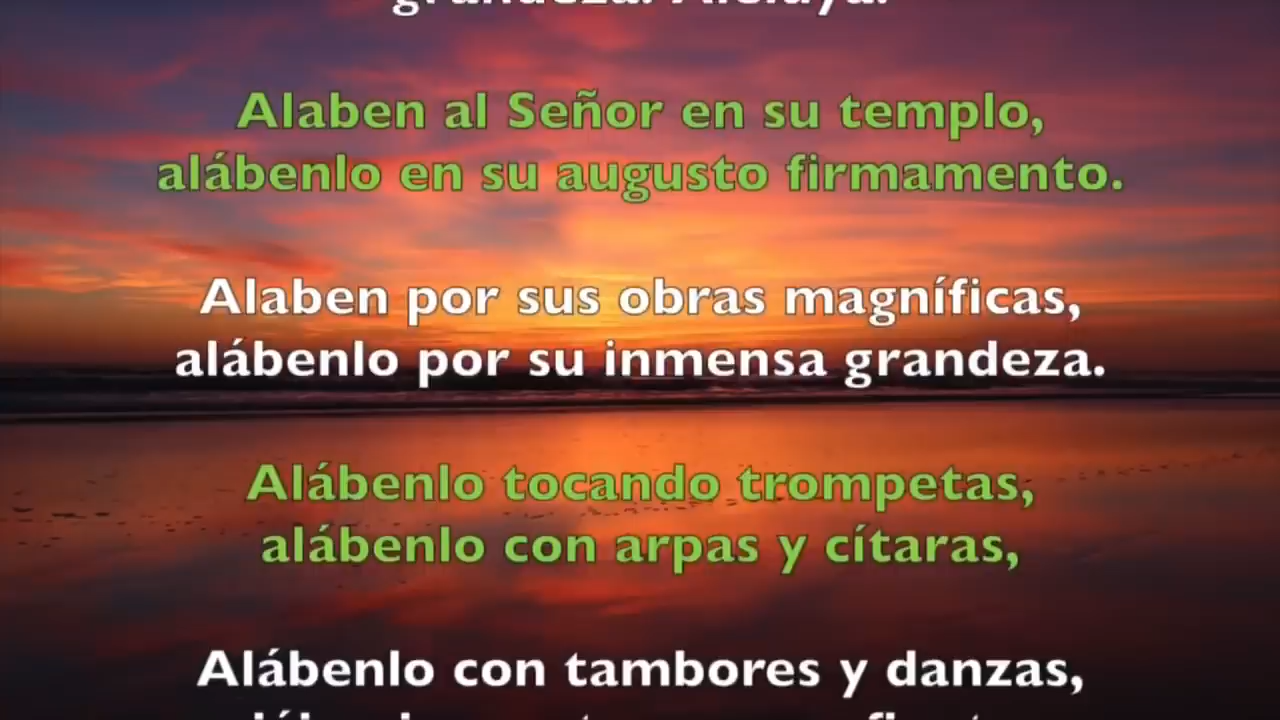 grandeza. Aleluya.
Alaben al Señor en su templo,
alábenlo en su augusto firmamento.
Alaben por sus obras magníficas,
alábenlo por su inmensa grandeza.
Alábenlo tocando trompetas,
alábenlo con arpas y cítaras,
Alábenlo con tambores y danzas,